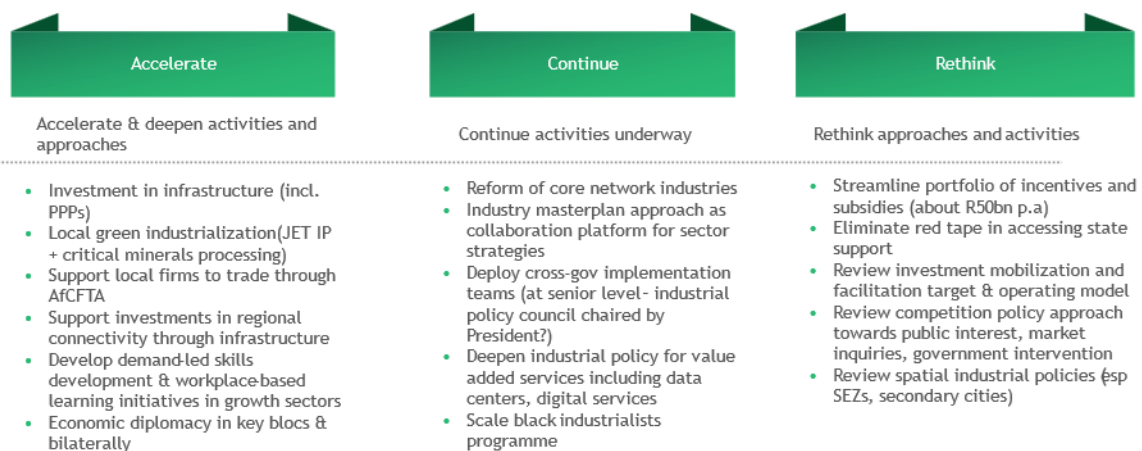 Accelerate
Accelerate & deepen activities and
approaches
• Investment in infrastructure (incl.
PPPs)
• Local green industrialization(JET IP
+ critical minerals processing)
• Support local firms to trade through
AfCFTA
• Support investments in regional
connectivity through infrastructure
• Develop demand-led skills
development & workplace-based
learning initiatives in growth sectors
• Economic diplomacy in key blocs &
bilaterally
Continue
Continue activities underway
• Reform of core network industries
• Industry masterplan approach as
collaboration platform for sector
strategies
• Deploy cross-gov implementation
teams (at senior level- industrial
policy council chaired by
President?)
• Deepen industrial policy for value
added services including data
centers, digital services
• Scale black industrialists
programme
Rethink
Rethink approaches and activities
• Streamline portfolio of incentives and
subsidies (about R50bn p.a)
• Eliminate red tape in accessing state
support
• Review investment mobilization and
facilitation target & operating model
• Review competition policy approach
towards public interest, market
inquiries, government intervention
• Review spatial industrial policies (esp
SEZs, secondary cities)